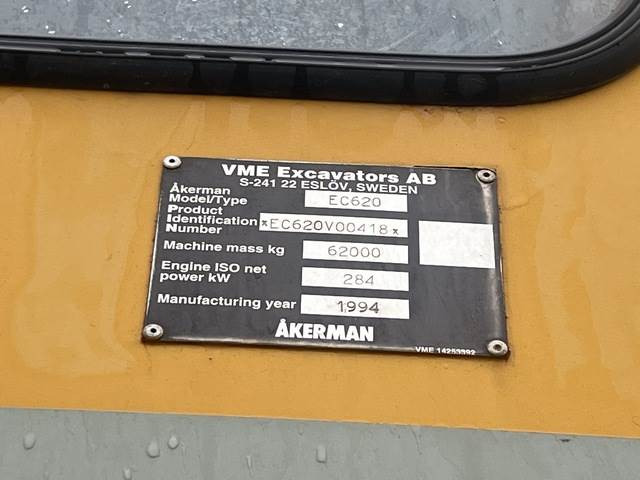 VME Excavators AB
S-241 22 ESLÖV, SWEDEN
Åkerman
Model/Type EC620
Product
Identification *EC620V00418*
Number
Machine mass kg 62000
Engine ISO net
power kW 284
Manufacturing year 1994
ÅKERMAN
VME 14253392